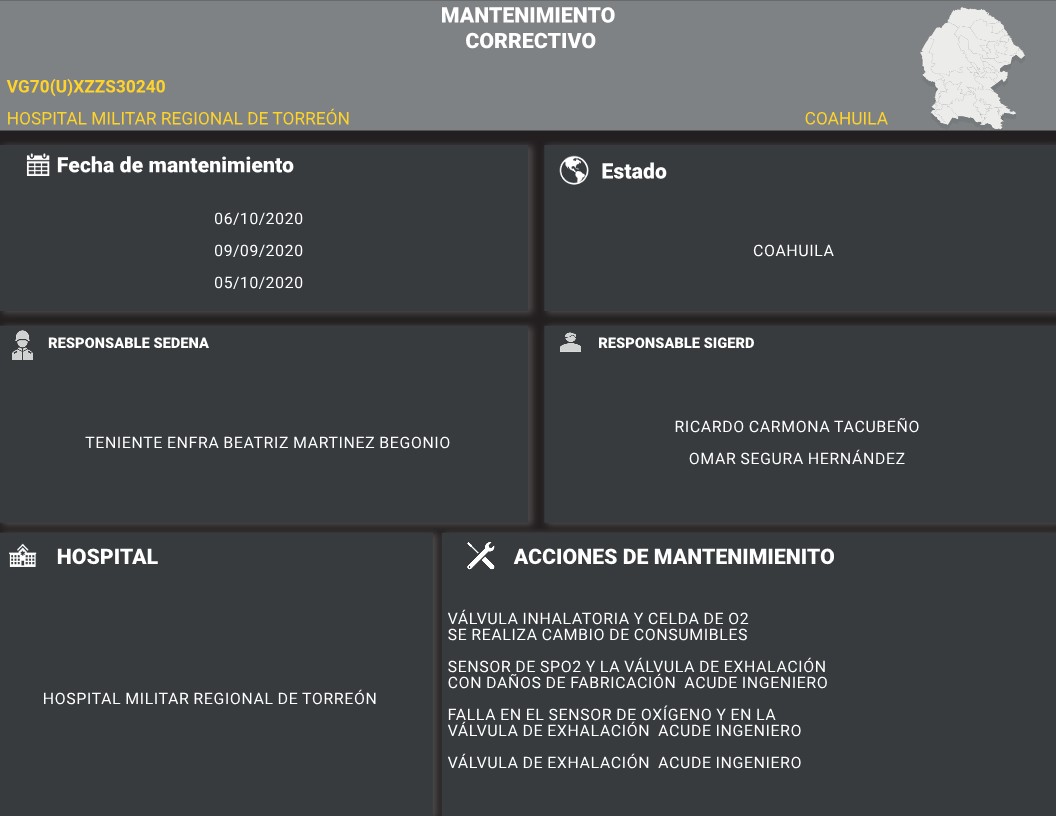 MANTENIMIENTO
CORRECTIVO
VG70(U)XZZS30240
HOSPITAL MILITAR REGIONAL DE TORREÓN
COAHUILA
Fecha de mantenimiento
06/10/2020
09/09/2020
05/10/2020
Estado
COAHUILA
RESPONSABLE SEDENA
TENIENTE ENFRA BEATRIZ MARTINEZ BEGONIO
RESPONSABLE SIGERD
RICARDO CARMONA TACUBEÑO
OMAR SEGURA HERNÁNDEZ
HOSPITAL
HOSPITAL MILITAR REGIONAL DE TORREÓN
ACCIONES DE MANTENIMIENITO
VÁLVULA INHALATORIA Y CELDA DE O2
SE REALIZA CAMBIO DE CONSUMIBLES
SENSOR DE SPO2 Y LA VÁLVULA DE EXHALACIÓN
CON DAÑOS DE FABRICACIÓN  ACUDE INGENIERO
FALLA EN EL SENSOR DE OXÍGENO Y EN LA
VÁLVULA DE EXHALACIÓN  ACUDE INGENIERO
VÁLVULA DE EXHALACIÓN  ACUDE INGENIERO